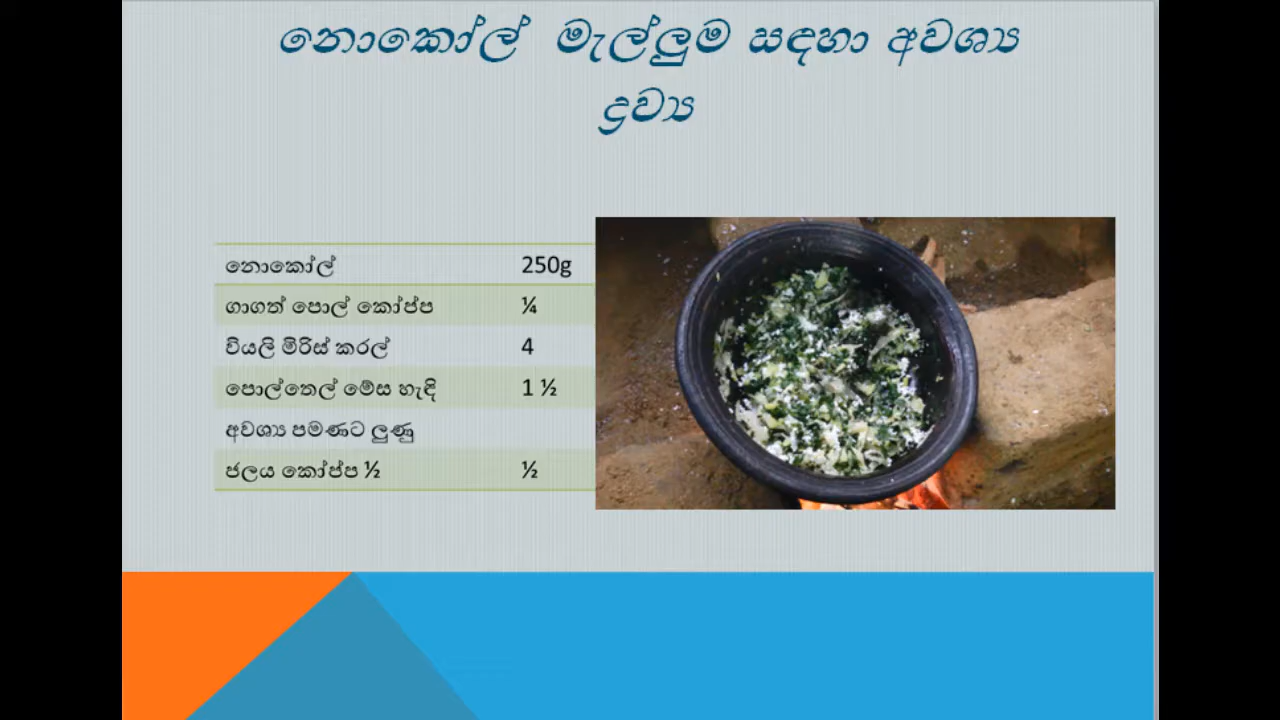 නොකෝල් මැල්ලුම සඳහා අවශ්‍ය
ද්‍රව්‍ය
නොකෝල් 250g
ගාගත් පොල් කෝප්ප ¼
වියලි මිරිස් කරල් 4
පොල්තෙල් මේස හැඳි 1 ½
අවශ්‍ය පමණට ලුණු
ජලය කෝප්ප ½ ½